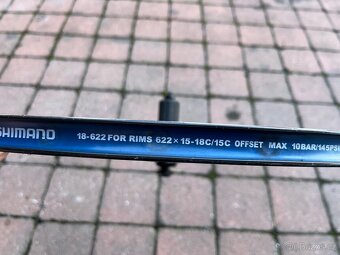 SHIMANO 18-622 FOR RIMS 622 × 15-18C/15C OFFSET MAX 10BAR/145PSI